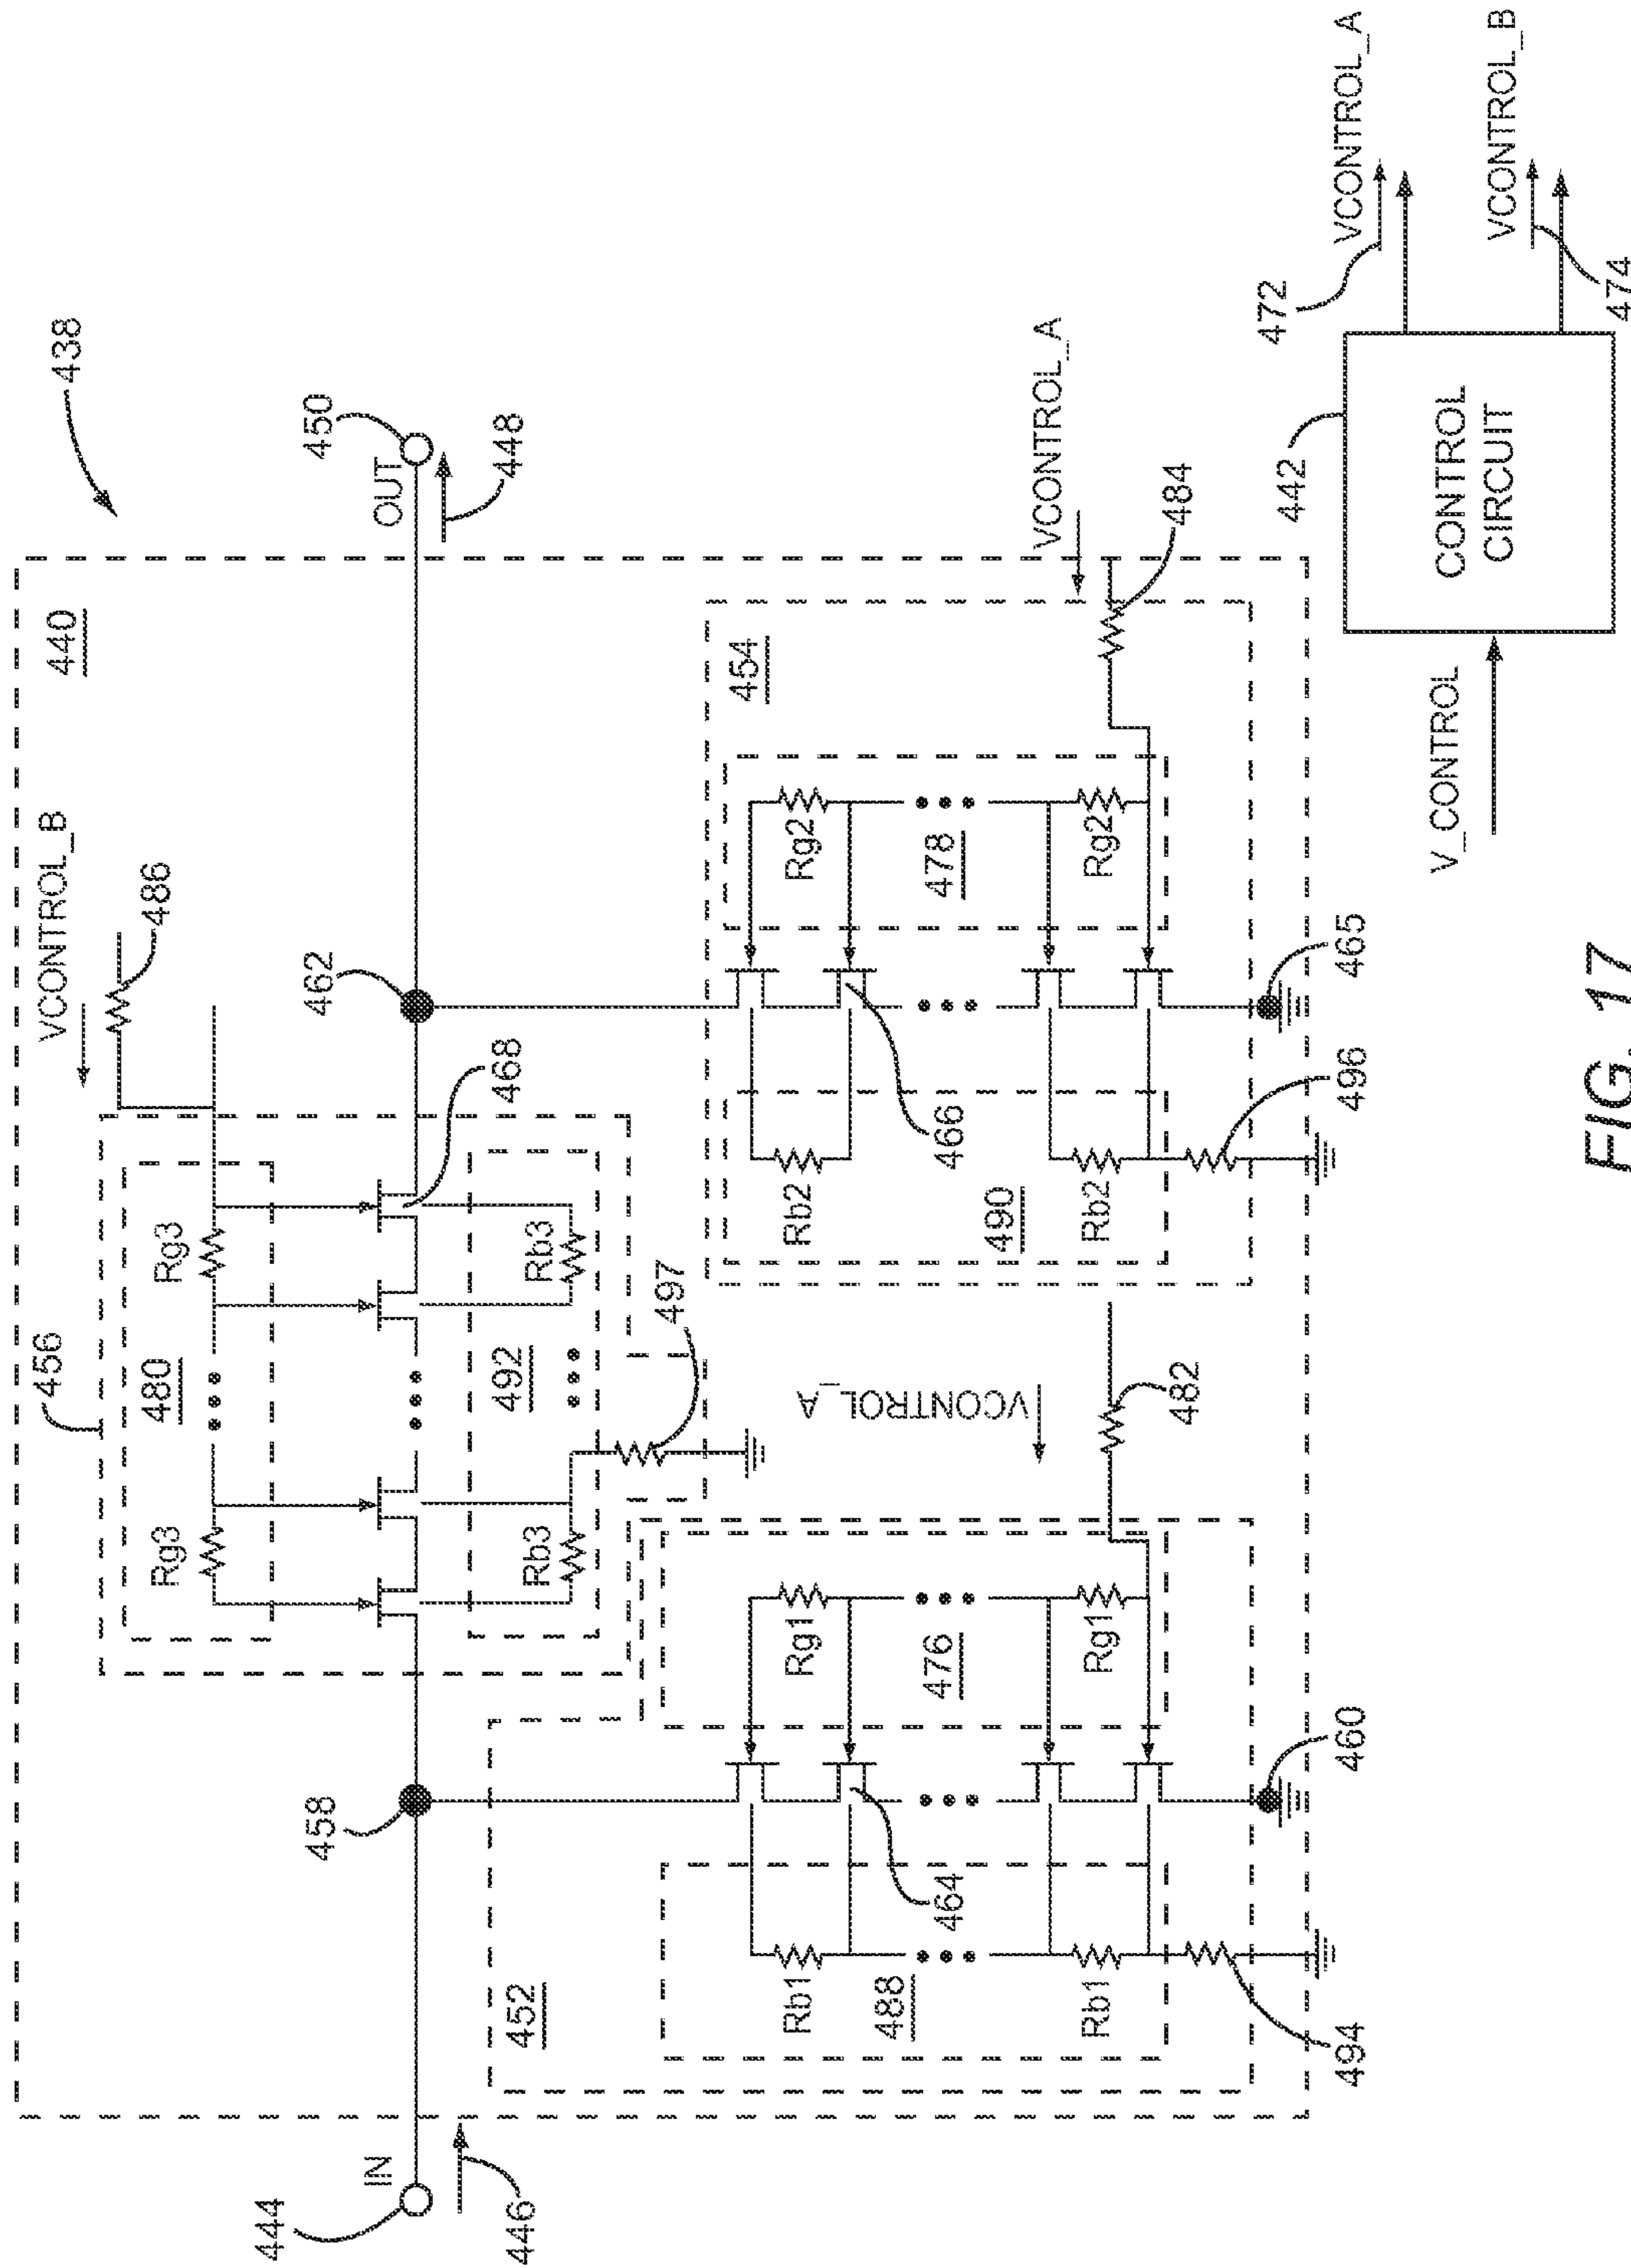 438
440
VCONTROL_B
486
456
480
Rg3
Rg3
468
492
Rb3
Rb3
497
444
IN
446
458
462
OUT
450
448
452
454
VCONTROL_A
484
VCONTROL_A
482
Rb1
488
Rb1
464
Rg1
476
Rg1
460
494
Rb2
490
Rb2
466
Rg2
478
Rg2
465
496
V_CONTROL
442
CONTROL
CIRCUIT
472
VCONTROL_A
VCONTROL_B
474
FIG. 17